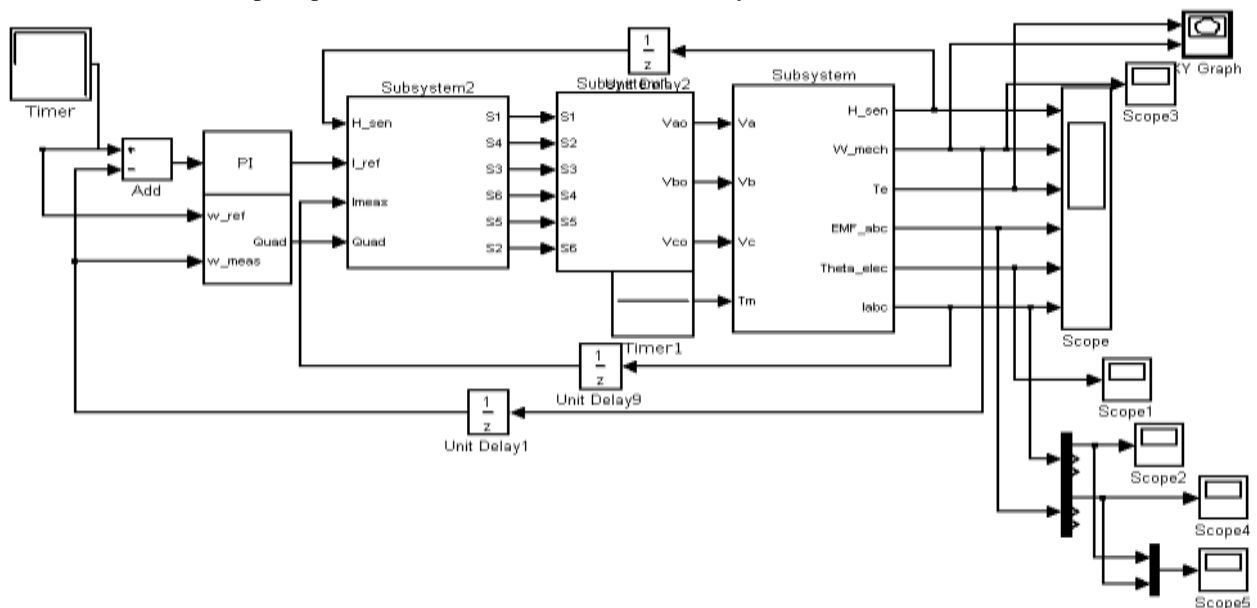 1
z
XY Graph
Timer
Subsystem2
Subsystem
H_sen
S1
S1
Vao
Va
H_sen
Scope3
Add
PI
I_ref
S4
S2
W_mech
S3
S3
Vbo
Vb
Te
w_ref
Imeas
S6
S4
Quad
Quad
S5
S5
Vco
Vc
EMF_abc
w_meas
S2
S6
Theta_elec
Tm
Iabc
Timer1
Scope
1
z
Unit Delay9
1
z
Unit Delay1
Scope1
Scope2
Scope4
Scope5